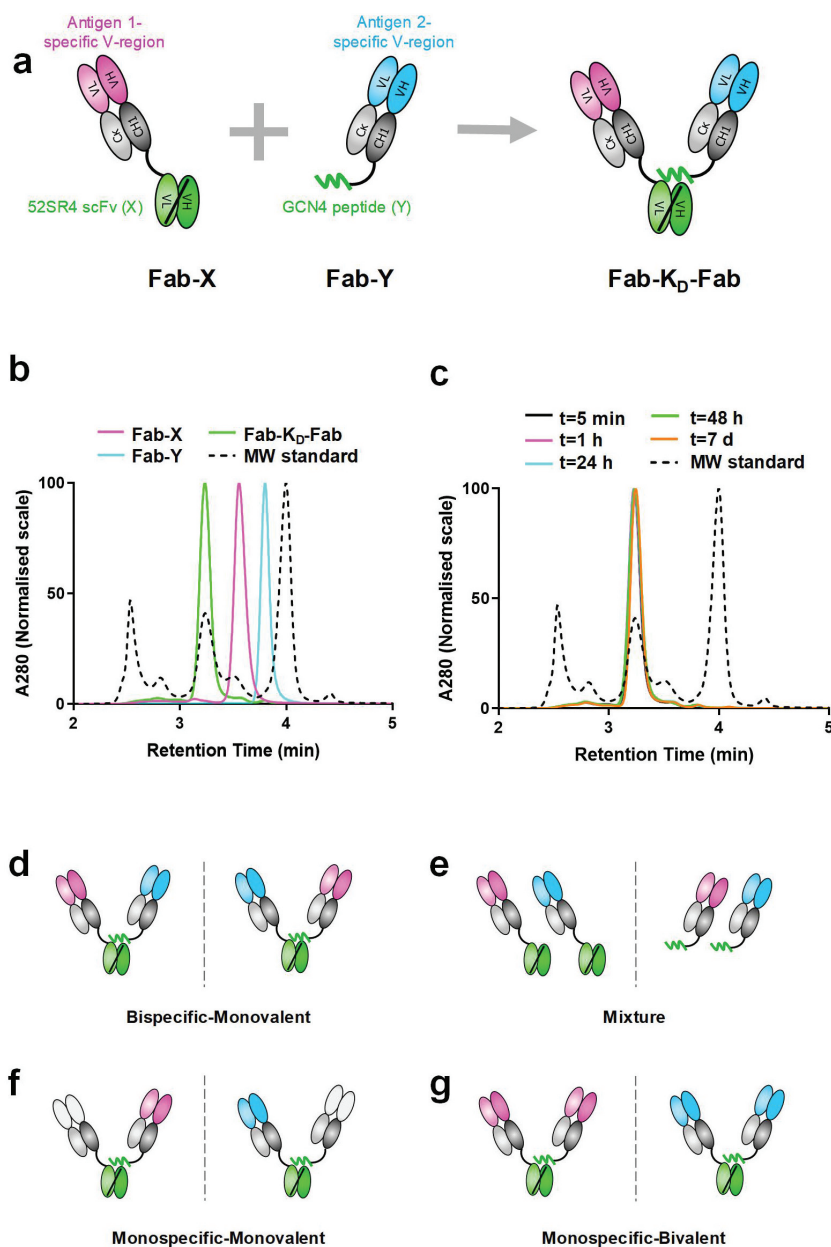 a
Antigen 1-
specific V-region
Antigen 2-
specific V-region
VL
VH
Cκ
CH1
VL
VH
52SR4 scFv (X)
VL
VH
Cκ
CH1
GCN4 peptide (Y)
VL
VH
Cκ
CH1
VL
VH
Cκ
CH1
VL
VH
Fab-X
Fab-Y
Fab-K_D-Fab
b
Fab-X
Fab-K_D-Fab
Fab-Y
MW standard
A280 (Normalised scale)
100
50
0
2
3
4
5
Retention Time (min)
c
t=5 min
t=48 h
t=1 h
t=7 d
t=24 h
MW standard
A280 (Normalised scale)
100
50
0
2
3
4
5
Retention Time (min)
d
Bispecific-Monovalent
e
Mixture
f
Monospecific-Monovalent
g
Monospecific-Bivalent